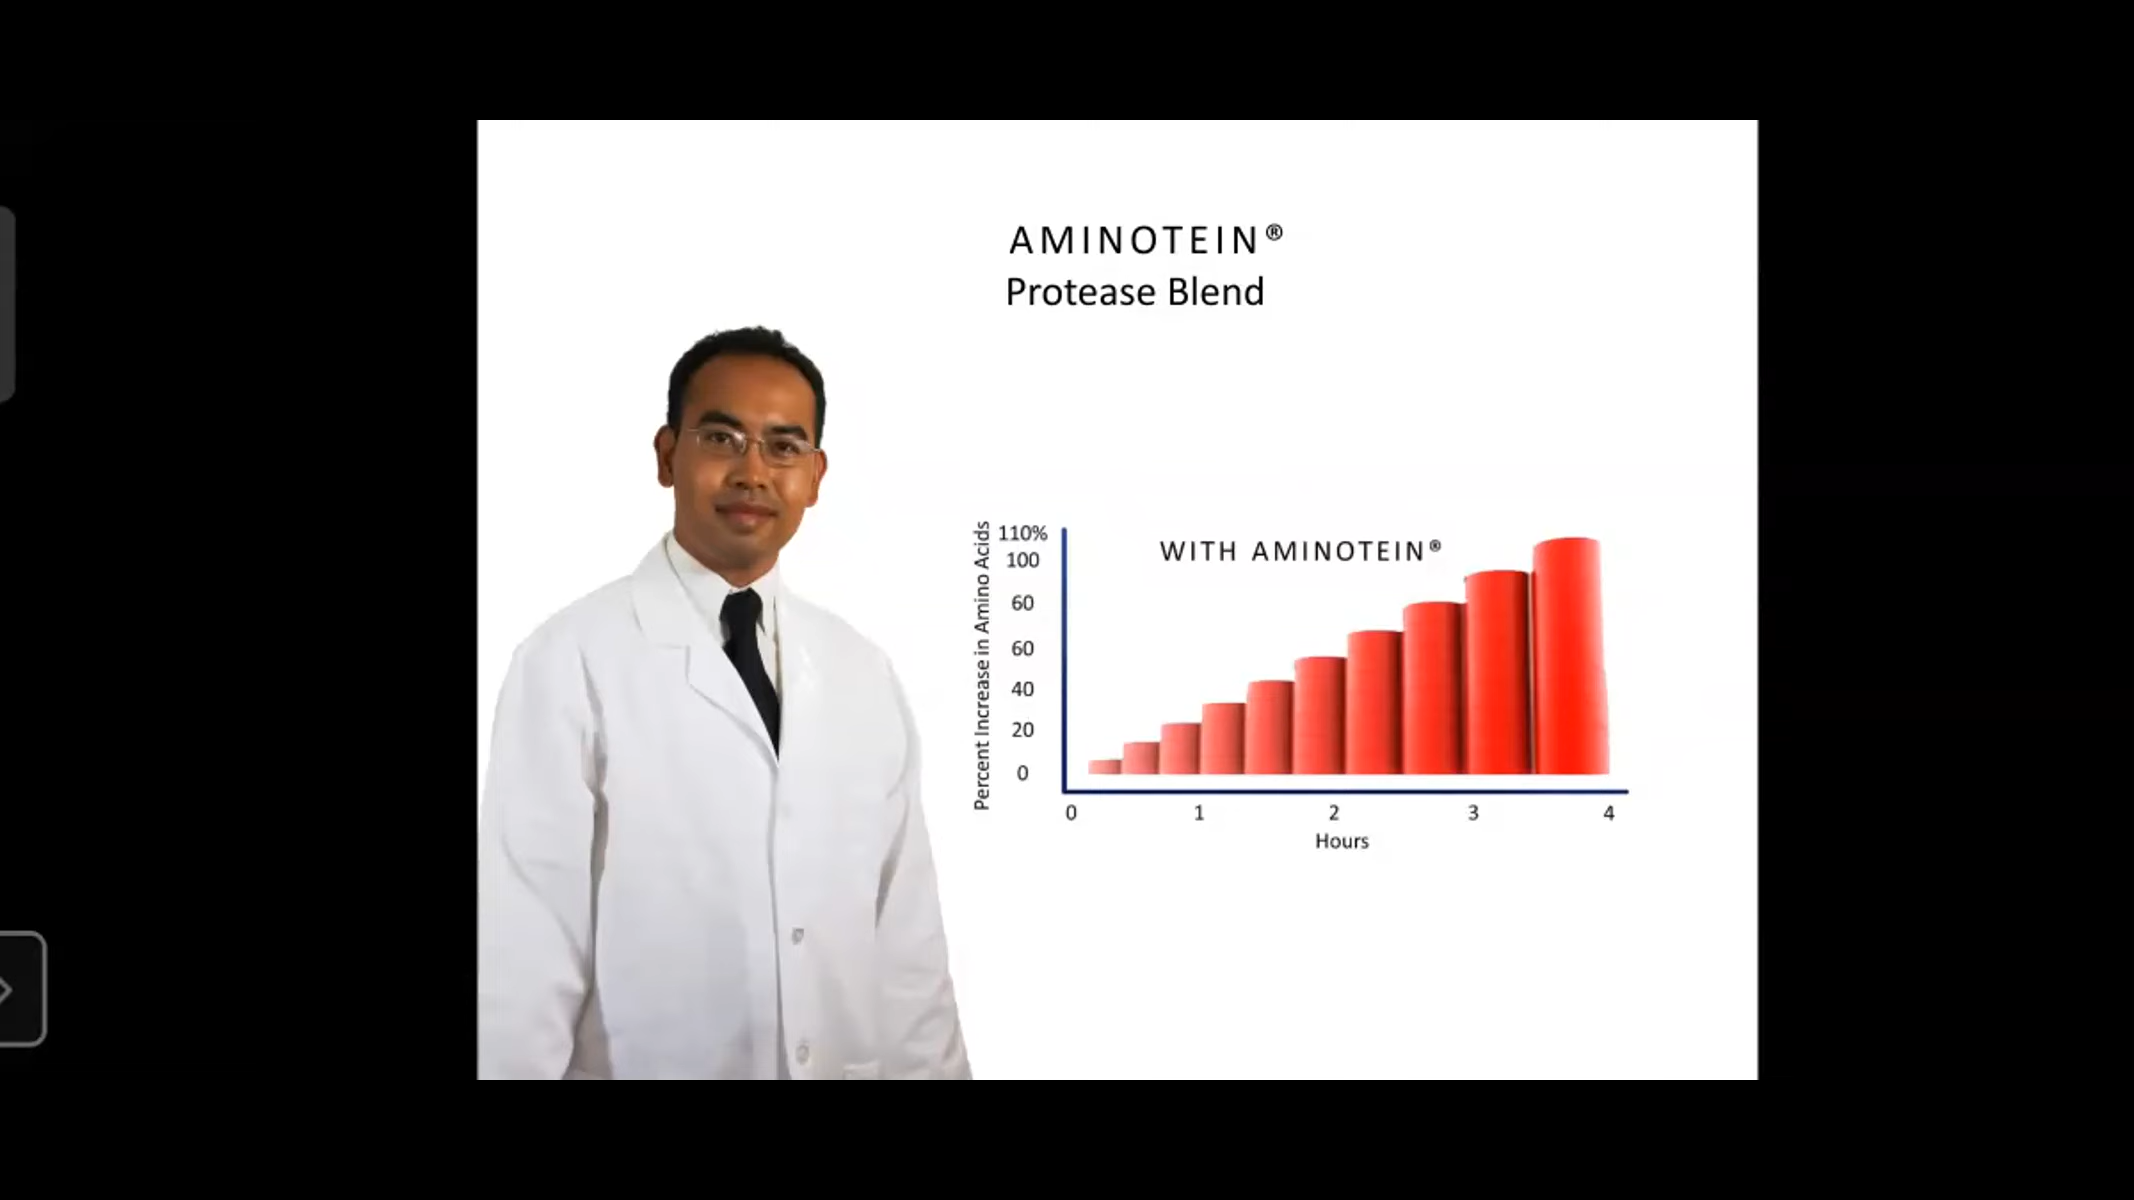 AMINOTEIN®
Protease Blend
WITH AMINOTEIN®
Percent Increase in Amino Acids
110%
100
60
60
40
20
0
0 1 2 3 4
Hours